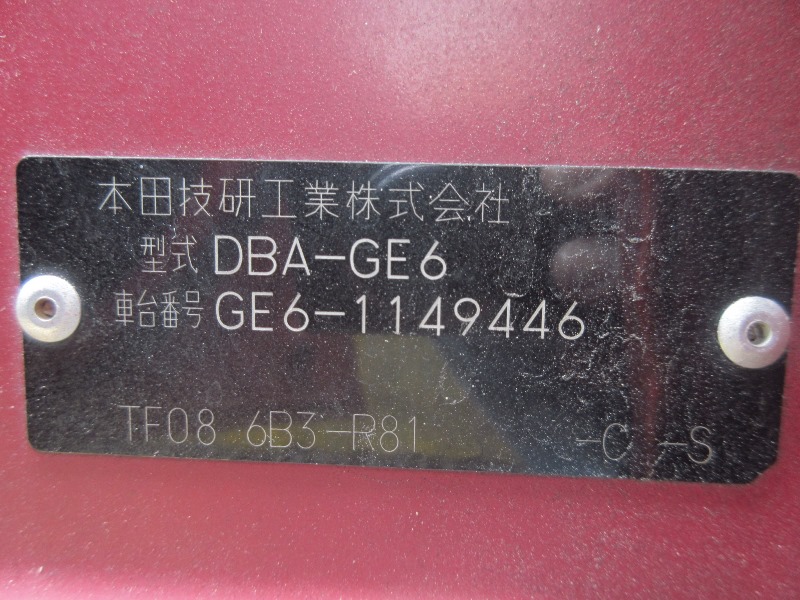 本田技研工業株式会社
型式 DBA-GE6
車台番号 GE6-1149446
TF08 6B3-R81 -C -S